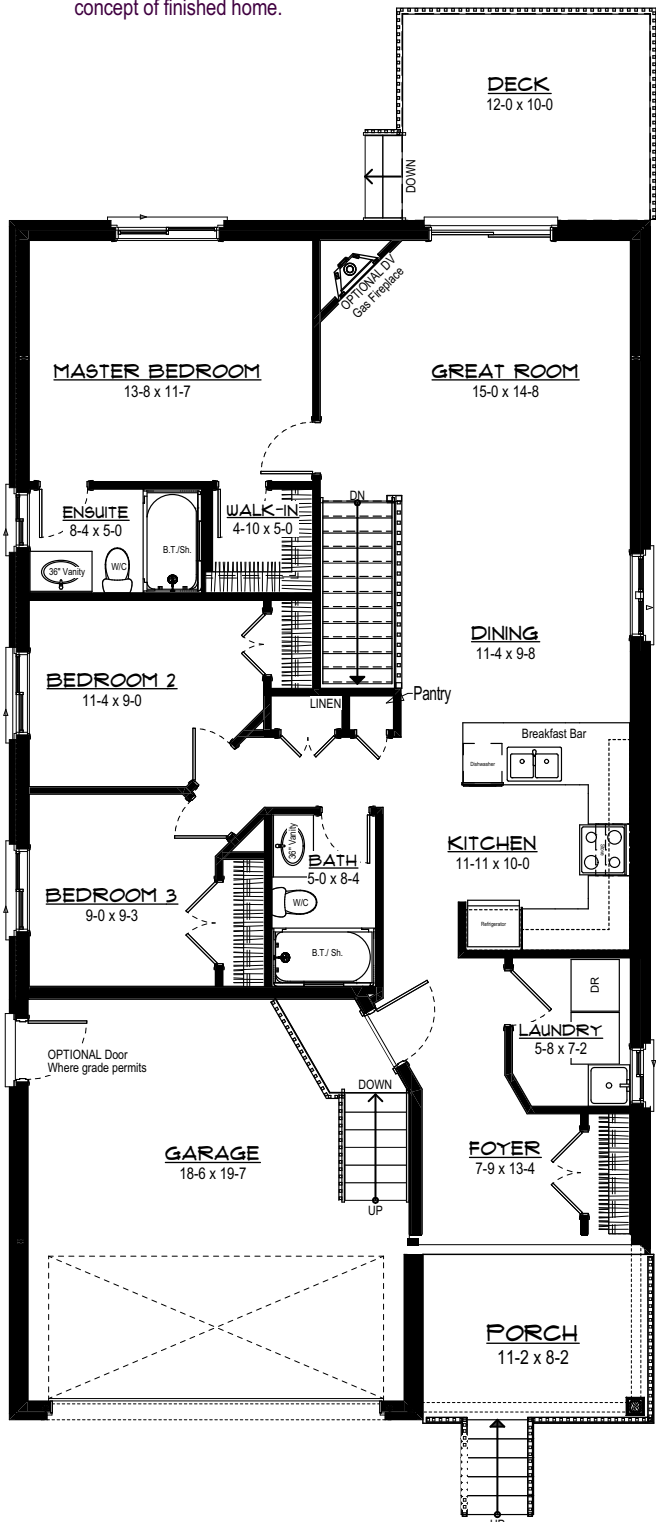 concept of finished home.
DECK
12-0 x 10-0
DOWN
OPTIONAL DV
Gas Fireplace
MASTER BEDROOM
13-8 x 11-7
GREAT ROOM
15-0 x 14-8
ENSUITE
8-4 x 5-0
36" Vanity
W/C
B.T./Sh.
WALK-IN
4-10 x 5-0
DN
DINING
11-4 x 9-8
BEDROOM 2
11-4 x 9-0
LINEN
Pantry
Breakfast Bar
Dishwasher
KITCHEN
11-11 x 10-0
36" Vanity
BATH
5-0 x 8-4
W/C
B.T./ Sh.
BEDROOM 3
9-0 x 9-3
Refrigerator
DR
LAUNDRY
5-8 x 7-2
OPTIONAL Door
Where grade permits
DOWN
GARAGE
18-6 x 19-7
UP
FOYER
7-9 x 13-4
PORCH
11-2 x 8-2
UP